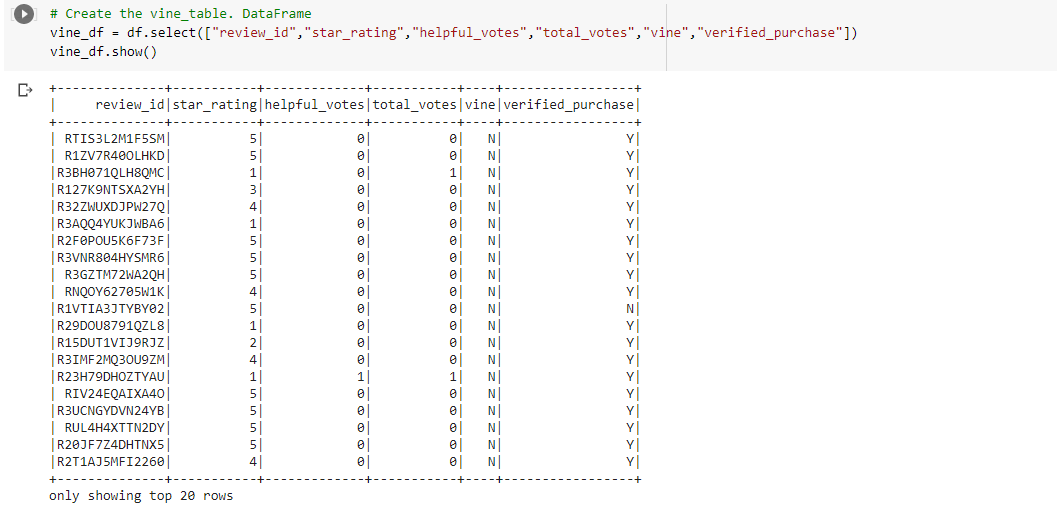 # Create the vine_table. DataFrame
vine_df = df.select(["review_id","star_rating","helpful_votes","total_votes","vine","verified_purchase"])
vine_df.show()
+--------------+-----------+-------------+-----------+----+-----------------+
|     review_id|star_rating|helpful_votes|total_votes|vine|verified_purchase|
+--------------+-----------+-------------+-----------+----+-----------------+
| RTIS3L2M1F5SM|          5|            0|          0|   N|                Y|
| R1ZV7R40OLHKD|          5|            0|          0|   N|                Y|
|R3BH071QLH8QMC|          1|            0|          1|   N|                Y|
|R127K9NTSXA2YH|          3|            0|          0|   N|                Y|
|R32ZWUXDJPW27Q|          4|            0|          0|   N|                Y|
|R3AQQ4YUKJWBA6|          1|            0|          0|   N|                Y|
|R2F0POU5K6F73F|          5|            0|          0|   N|                Y|
|R3VNR804HYSMR6|          5|            0|          0|   N|                Y|
| R3GZTM72WA2QH|          5|            0|          0|   N|                Y|
| RNQOY62705W1K|          4|            0|          0|   N|                Y|
|R1VTIA3JTYBY02|          5|            0|          0|   N|                N|
|R29DOU8791QZL8|          1|            0|          0|   N|                Y|
|R15DUT1VIJ9RJZ|          2|            0|          0|   N|                Y|
|R3IMF2MQ3OU9ZM|          4|            0|          0|   N|                Y|
|R23H79DHOZTYAU|          1|            1|          1|   N|                Y|
| RIV24EQAIXA4O|          5|            0|          0|   N|                Y|
|R3UCNGYDVN24YB|          5|            0|          0|   N|                Y|
| RUL4H4XTTN2DY|          5|            0|          0|   N|                Y|
|R20JF7Z4DHTNX5|          5|            0|          0|   N|                Y|
|R2T1AJ5MFI2260|          4|            0|          0|   N|                Y|
+--------------+-----------+-------------+-----------+----+-----------------+
only showing top 20 rows